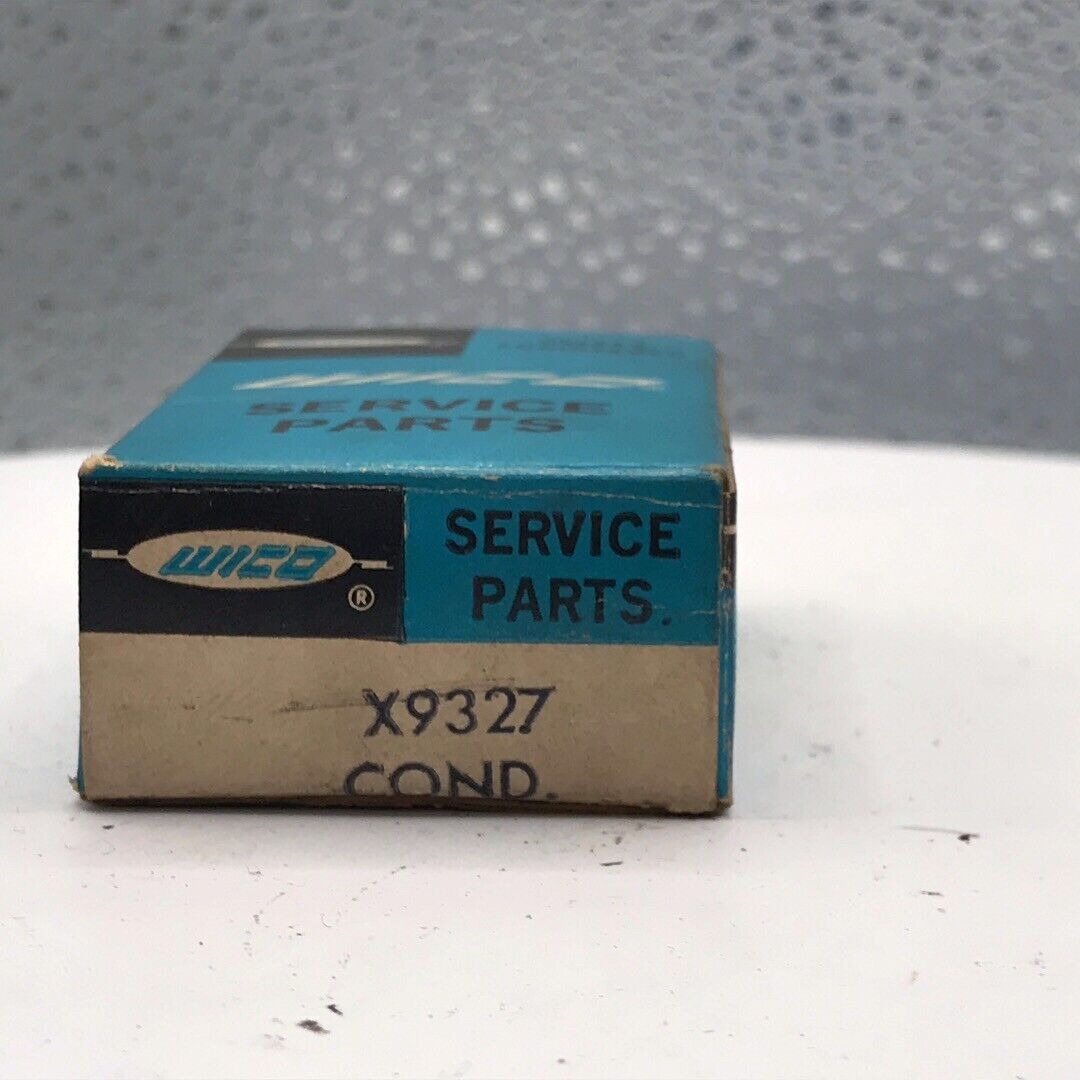 SERVICE
PARTS
WICO
®
SERVICE
PARTS.
X9327
COND.